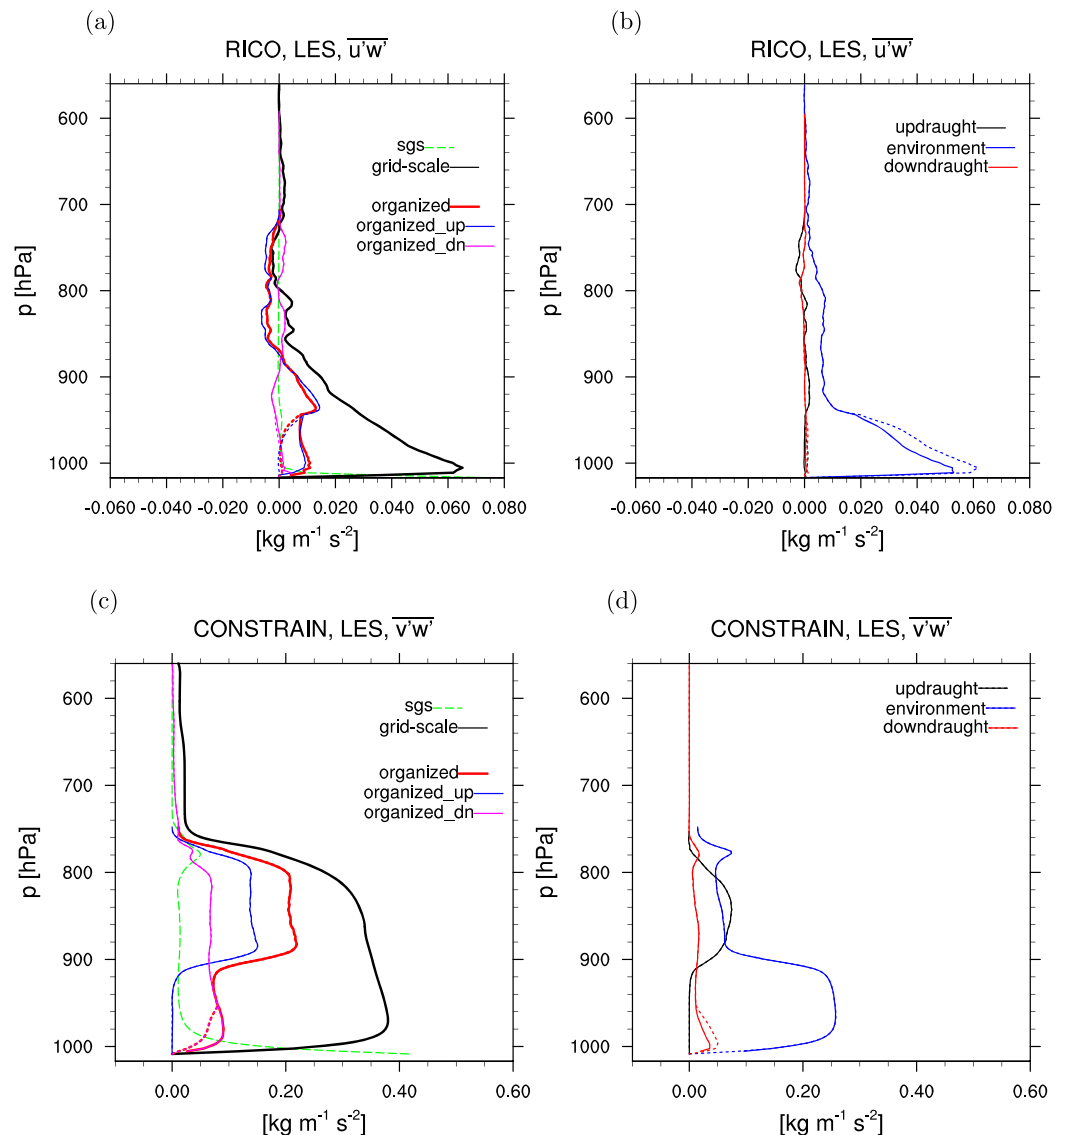 (a)
RICO, LES, u'w'
600
700
800
900
1000
p [hPa]
sgs
grid-scale
organized
organized_up
organized_dn
-0.060 -0.040 -0.020 0.000 0.020 0.040 0.060 0.080
[kg m⁻¹ s⁻²]
(b)
RICO, LES, u'w'
600
700
800
900
1000
p [hPa]
updraught
environment
downdraught
-0.060 -0.040 -0.020 0.000 0.020 0.040 0.060 0.080
[kg m⁻¹ s⁻²]
(c)
CONSTRAIN, LES, v'w'
600
700
800
900
1000
p [hPa]
sgs
grid-scale
organized
organized_up
organized_dn
0.00 0.20 0.40 0.60
[kg m⁻¹ s⁻²]
(d)
CONSTRAIN, LES, v'w'
600
700
800
900
1000
p [hPa]
updraught
environment
downdraught
0.00 0.20 0.40 0.60
[kg m⁻¹ s⁻²]